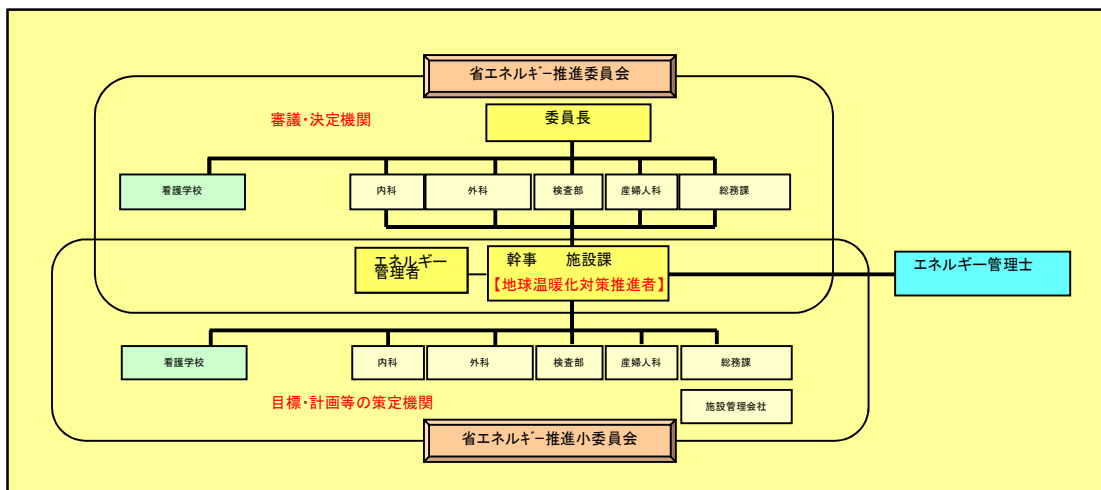 省エネルギー推進委員会
委員長
審議・決定機関
看護学校
内科
外科
検査部
産婦人科
総務課
エネルギー
管理者
幹事 施設課
【地球温暖化対策推進者】
エネルギー管理士
看護学校
内科
外科
検査部
産婦人科
総務課
目標・計画等の策定機関
施設管理会社
省エネルギー推進小委員会